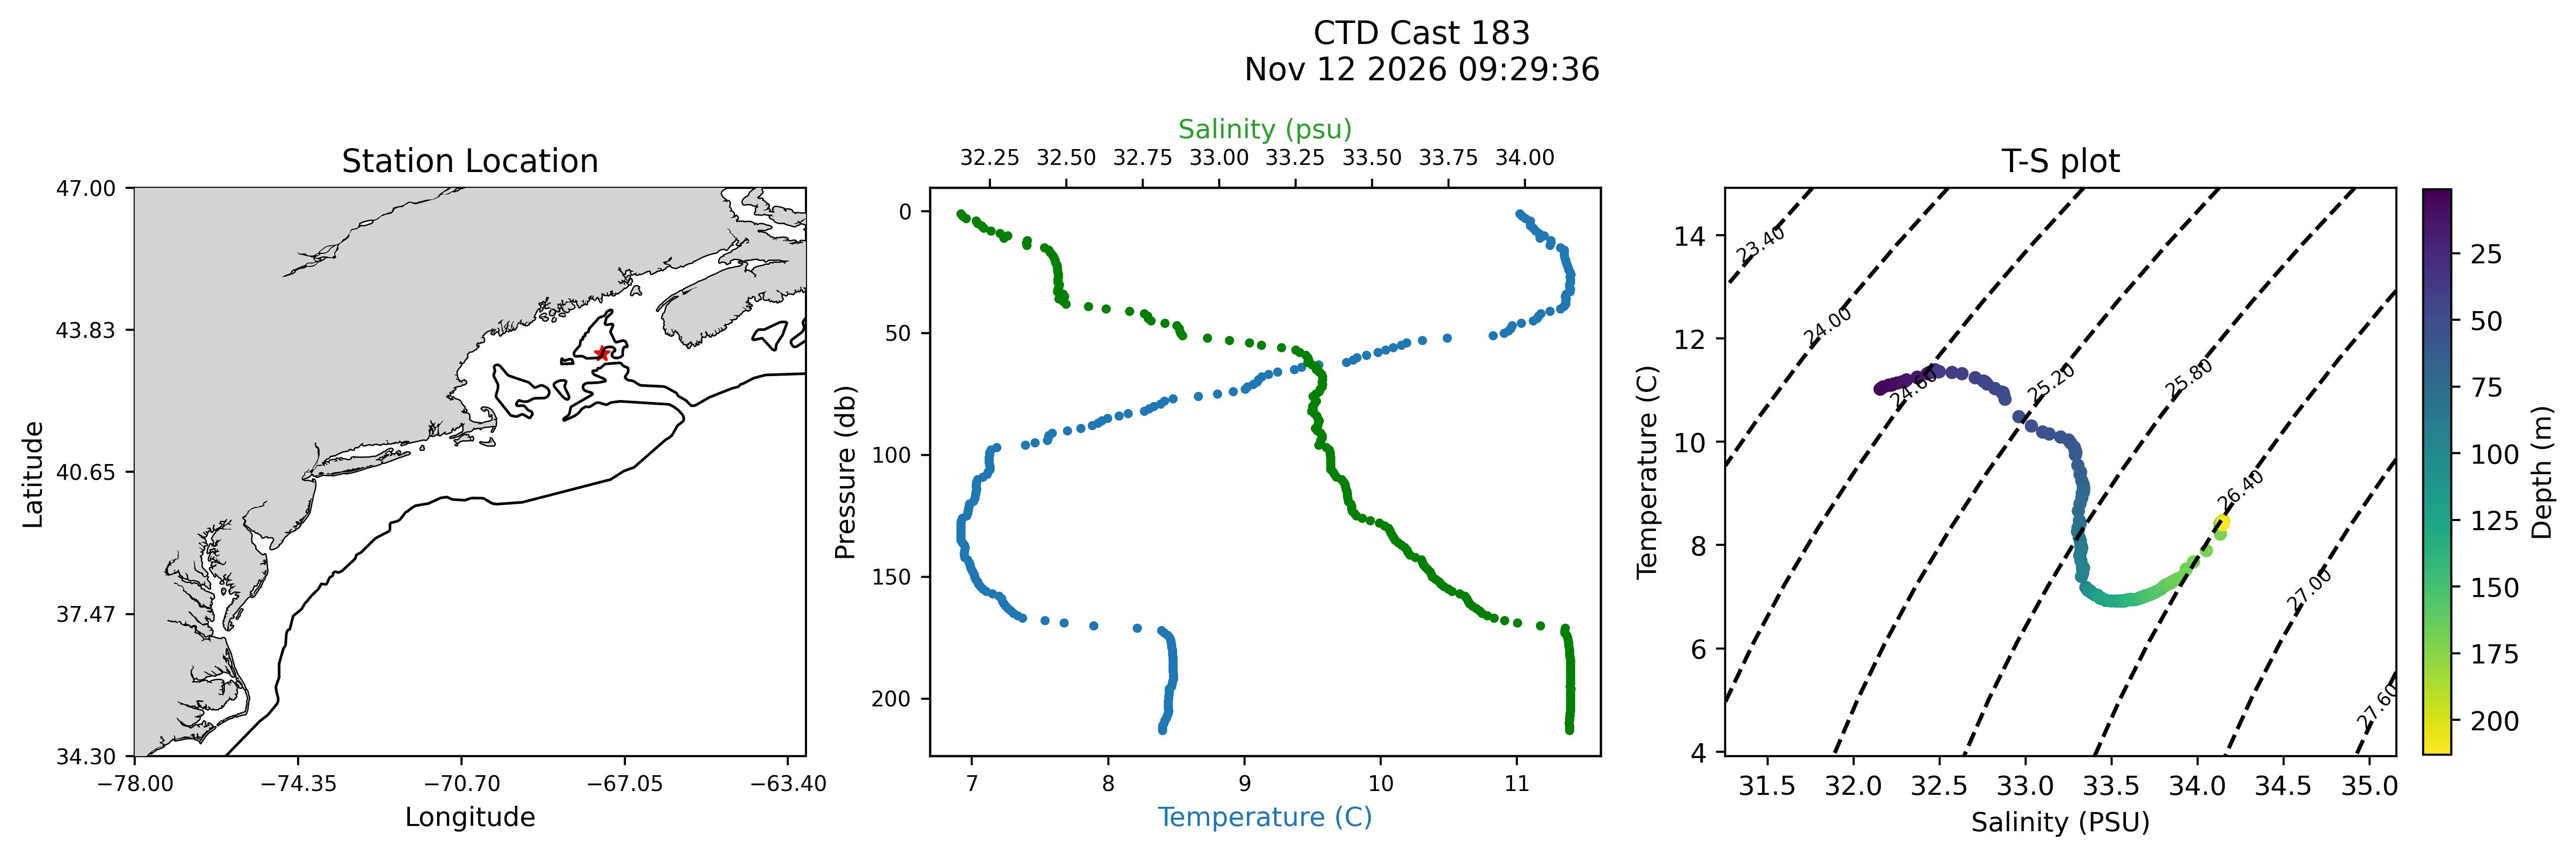 CTD Cast 183
Nov 12 2026 09:29:36
Station Location
47.00
43.83
40.65
37.47
34.30
Latitude
−78.00 −74.35 −70.70 −67.05 −63.40
Longitude
Salinity (psu)
32.25 32.50 32.75 33.00 33.25 33.50 33.75 34.00
0
50
100
150
200
Pressure (db)
7 8 9 10 11
Temperature (C)
T-S plot
14
12
10
8
6
4
Temperature (C)
23.40
24.00
24.60
25.20
25.80
26.40
27.00
27.60
31.5 32.0 32.5 33.0 33.5 34.0 34.5 35.0
Salinity (PSU)
25
50
75
100
125
150
175
200
Depth (m)